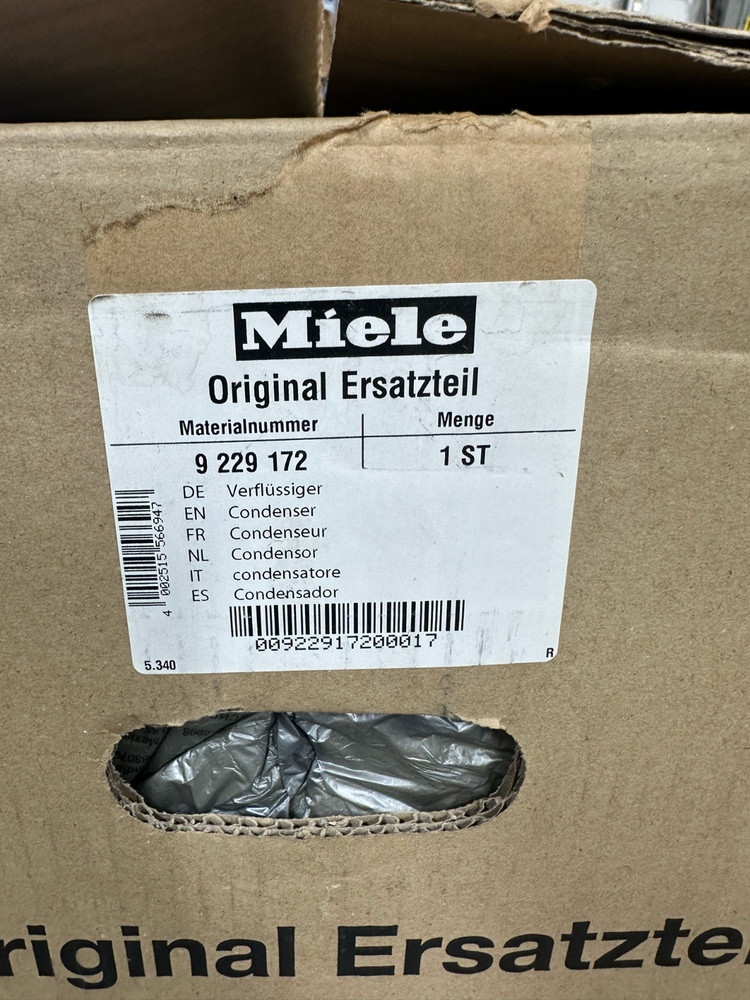 Miele
Original Ersatzteil
Materialnummer Menge
9 229 172 1 ST
DE Verflüssiger
EN Condenser
FR Condenseur
NL Condensor
IT condensatore
ES Condensador
4 002515 566947
00922917200017
5.340 R
riginal Ersatztei